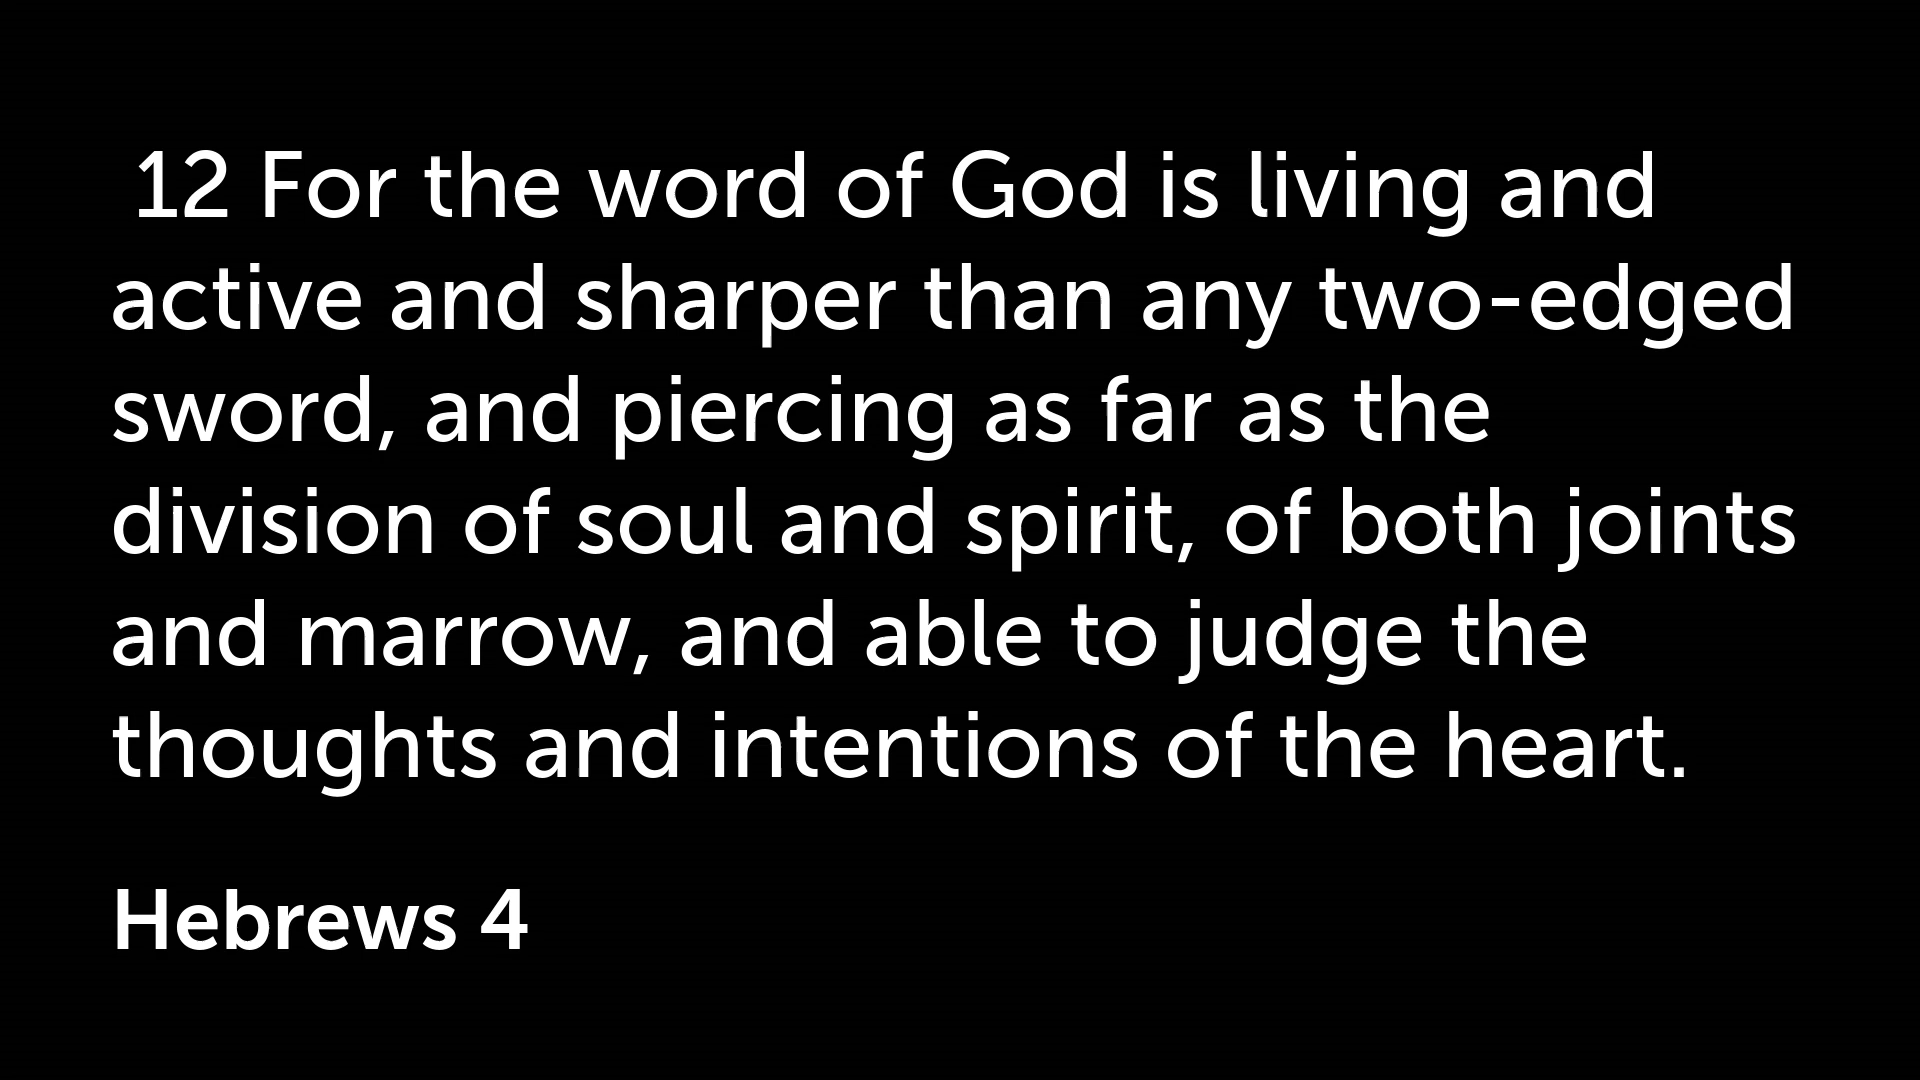 12 For the word of God is living and
active and sharper than any two-edged
sword, and piercing as far as the
division of soul and spirit, of both joints
and marrow, and able to judge the
thoughts and intentions of the heart.
Hebrews 4